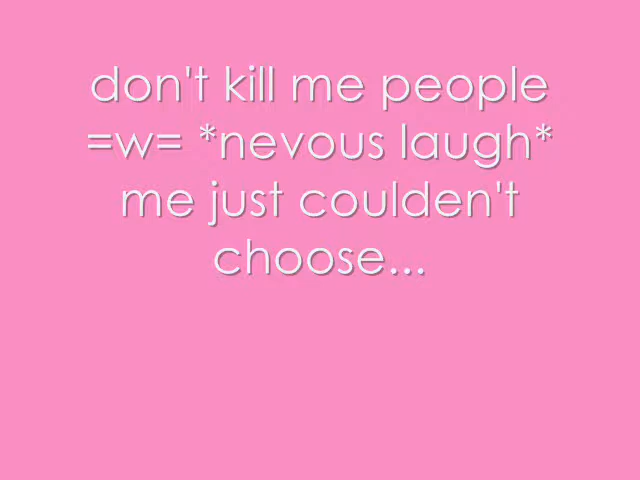 don't kill me people
=w= *nevous laugh*
me just coulden't
choose...